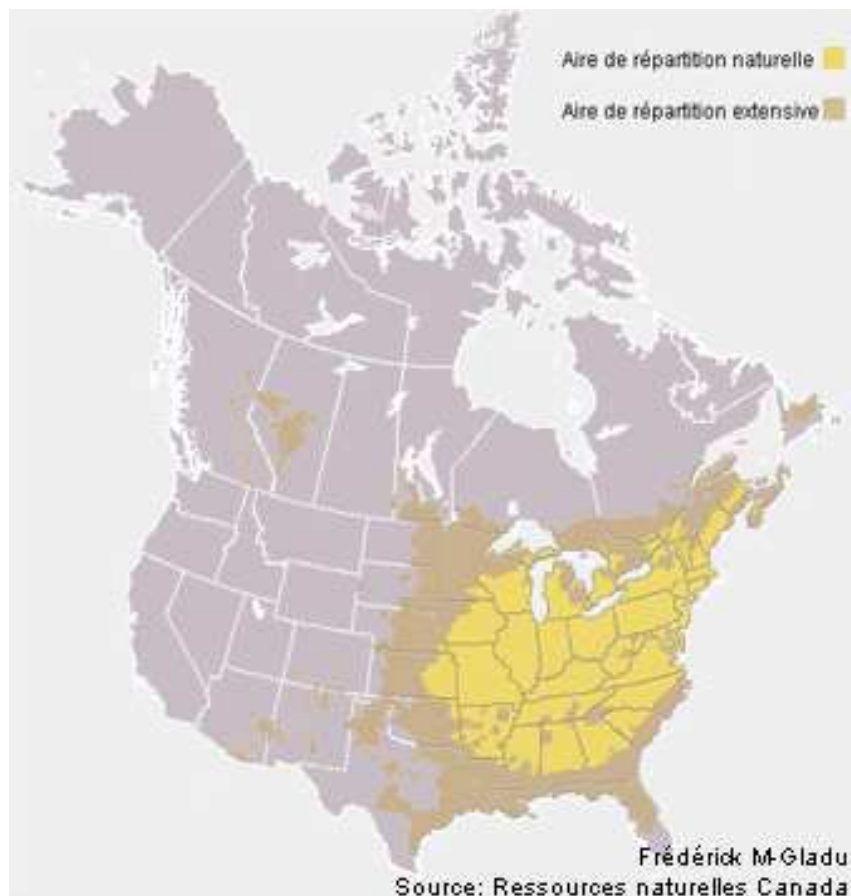 Aire de répartition naturelle
Aire de répartition extensive
Frédérick M-Gladu
Source: Ressources naturelles Canada